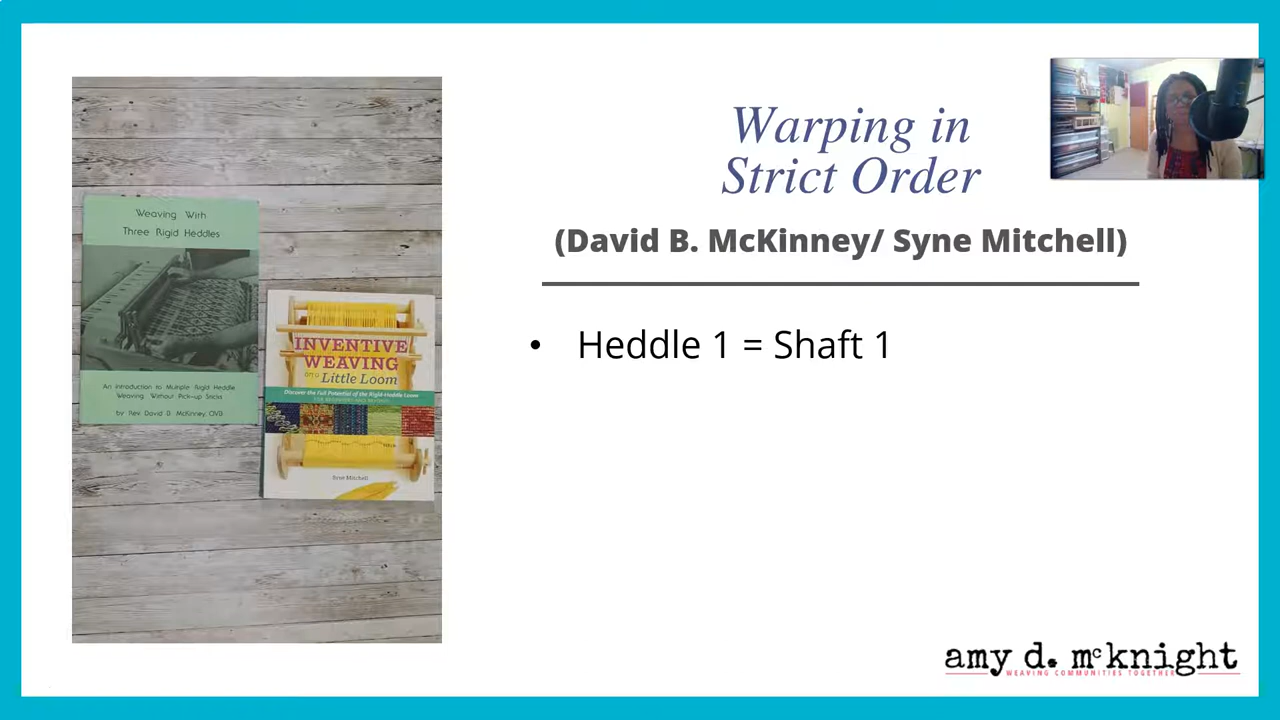 Warping in
Strict Order
(David B. McKinney/ Syne Mitchell)
• Heddle 1 = Shaft 1
Weaving With
Three Rigid Heddles
An introduction to Multiple Rigid Heddle
Weaving Without Pick-up Sticks
by Rev David B. McKinney, OVB
INVENTIVE
WEAVING
on a
Little Loom
Discover the Full Potential of the Rigid-Heddle Loom
Syne Mitchell
amy d. mcknight
WEAVING COMMUNITIES TOGETHER